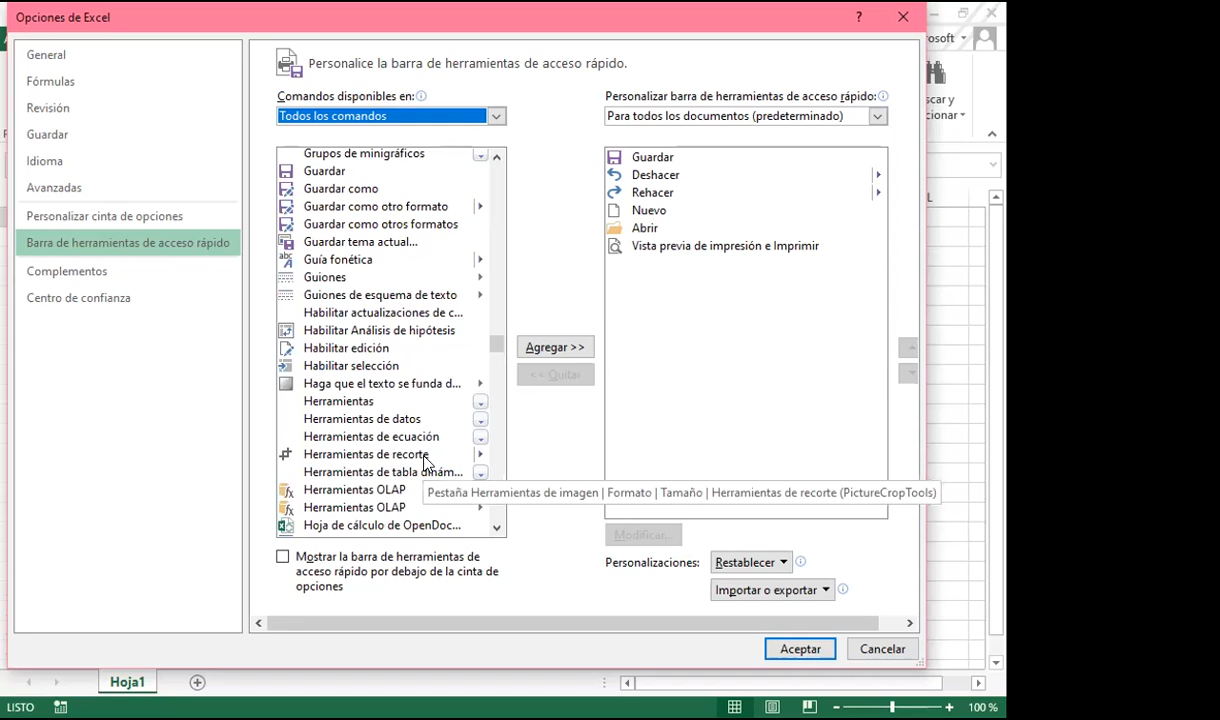 Opciones de Excel
?
osoft
General
Fórmulas
Revisión
Guardar
Idioma
Avanzadas
Personalizar cinta de opciones
Barra de herramientas de acceso rápido
Complementos
Centro de confianza
Personalice la barra de herramientas de acceso rápido.
Comandos disponibles en:
Todos los comandos
Grupos de minigráficos
Guardar
Guardar como
Guardar como otro formato
Guardar como otros formatos
Guardar tema actual...
Guía fonética
Guiones
Guiones de esquema de texto
Habilitar actualizaciones de c...
Habilitar Análisis de hipótesis
Habilitar edición
Habilitar selección
Haga que el texto se funda d...
Herramientas
Herramientas de datos
Herramientas de ecuación
Herramientas de recorte
Herramientas de tabla dinám...
Herramientas OLAP
Herramientas OLAP
Hoja de cálculo de OpenDoc...
Pestaña Herramientas de imagen | Formato | Tamaño | Herramientas de recorte (PictureCropTools)
Mostrar la barra de herramientas de
acceso rápido por debajo de la cinta de
opciones
Agregar >>
<< Quitar
Personalizar barra de herramientas de acceso rápido:
Para todos los documentos (predeterminado)
Guardar
Deshacer
Rehacer
Nuevo
Abrir
Vista previa de impresión e Imprimir
Modificar...
Personalizaciones:
Restablecer
Importar o exportar
Aceptar
Cancelar
scar y
cionar
L
Hoja1
LISTO
100 %